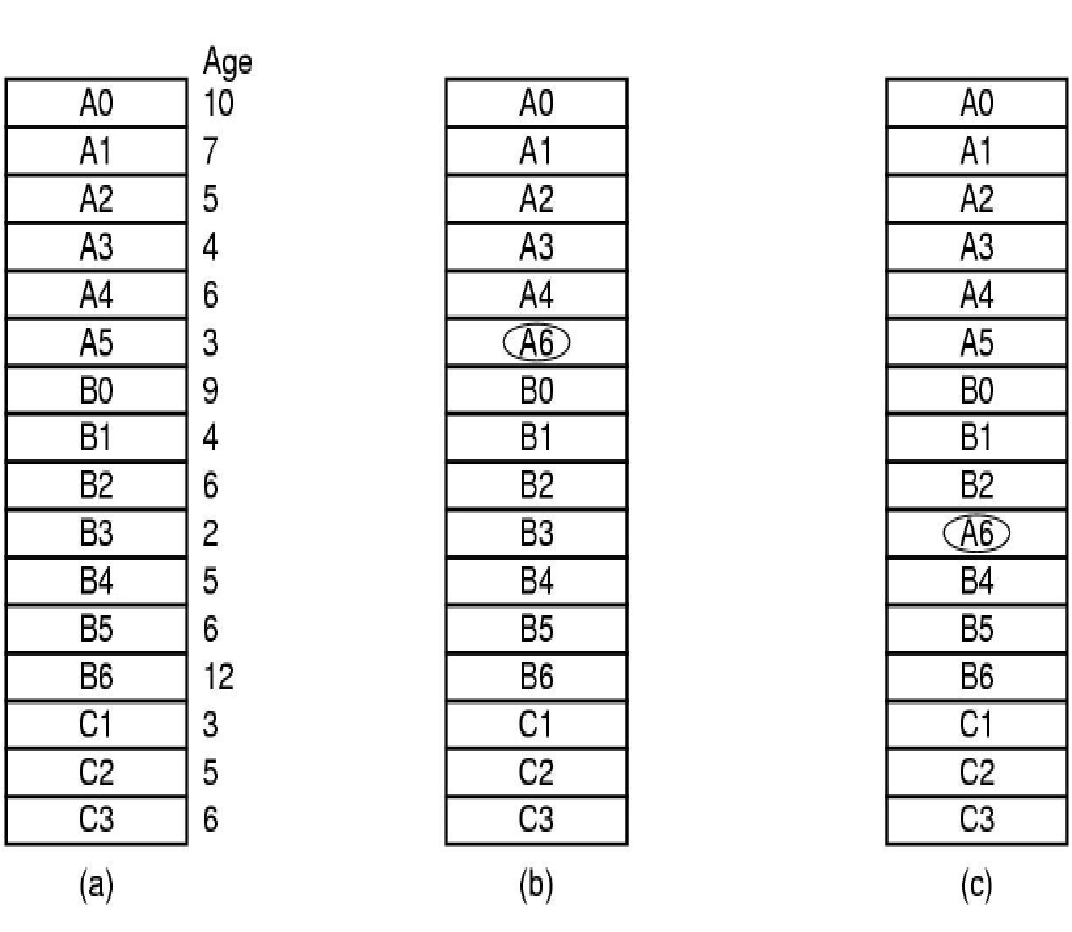 Age
A0 10 A0 A0
A1 7 A1 A1
A2 5 A2 A2
A3 4 A3 A3
A4 6 A4 A4
A5 3 A6 A5
B0 9 B0 B0
B1 4 B1 B1
B2 6 B2 B2
B3 2 B3 A6
B4 5 B4 B4
B5 6 B5 B5
B6 12 B6 B6
C1 3 C1 C1
C2 5 C2 C2
C3 6 C3 C3
(a) (b) (c)